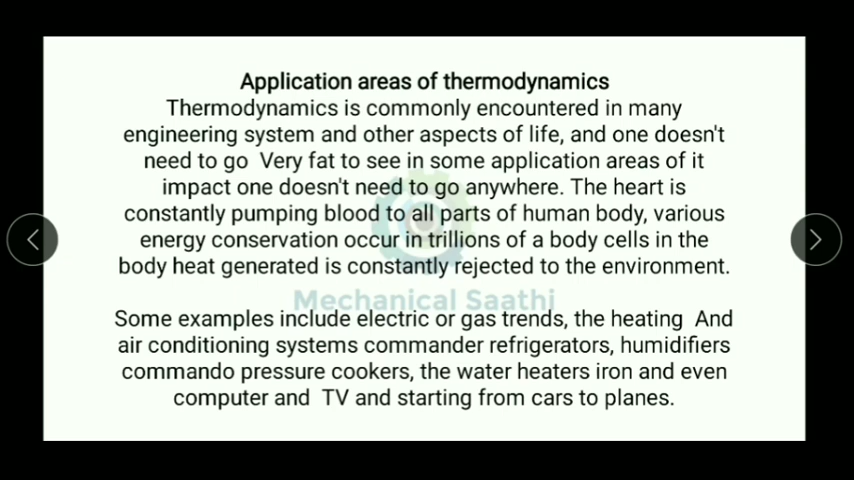 Application areas of thermodynamics
Thermodynamics is commonly encountered in many
engineering system and other aspects of life, and one doesn't
need to go Very fat to see in some application areas of it
impact one doesn't need to go anywhere. The heart is
constantly pumping blood to all parts of human body, various
energy conservation occur in trillions of a body cells in the
body heat generated is constantly rejected to the environment.
Mechanical Saathi
Some examples include electric or gas trends, the heating And
air conditioning systems commander refrigerators, humidifiers
commando pressure cookers, the water heaters iron and even
computer and TV and starting from cars to planes.